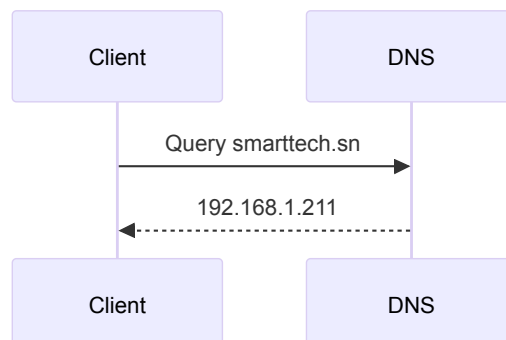 Client DNS
Query smarttech.sn
192.168.1.211
Client DNS